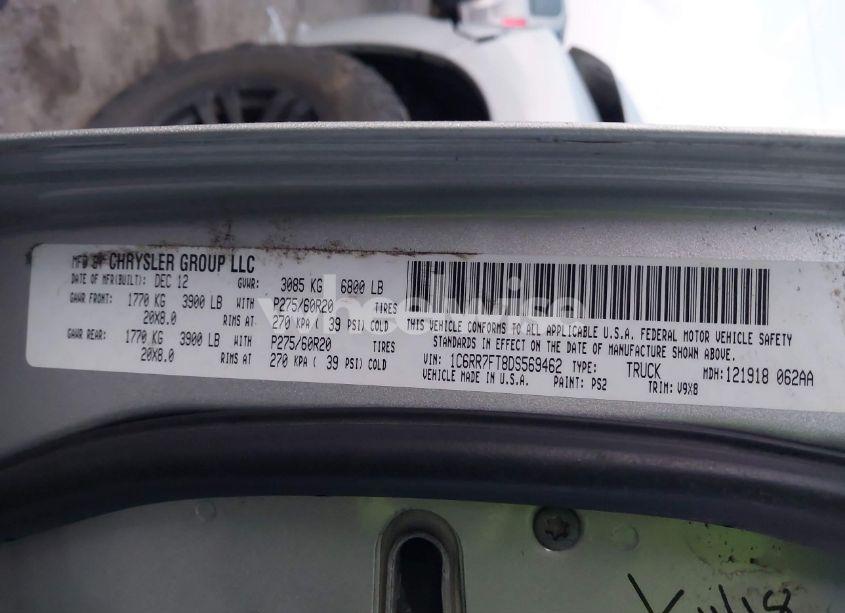 MFD BY CHRYSLER GROUP LLC
DATE OF MFR(BUILT): DEC 12 GVWR: 3085 KG 6800 LB
GAWR FRONT: 1770 KG 3900 LB WITH P275/60R20 TIRES
20X8.0 RIMS AT 270 KPA ( 39 PSI) COLD
GAWR REAR: 1770 KG 3900 LB WITH P275/60R20 TIRES
20X8.0 RIMS AT 270 KPA ( 39 PSI) COLD
THIS VEHICLE CONFORMS TO ALL APPLICABLE U.S.A. FEDERAL MOTOR VEHICLE SAFETY
STANDARDS IN EFFECT ON THE DATE OF MANUFACTURE SHOWN ABOVE.
VIN: 1C6RR7FT8DS569462 TYPE: TRUCK MDH: 121918 062AA
VEHICLE MADE IN U.S.A. PAINT: PS2 TRIM: V9X8
wheelwise